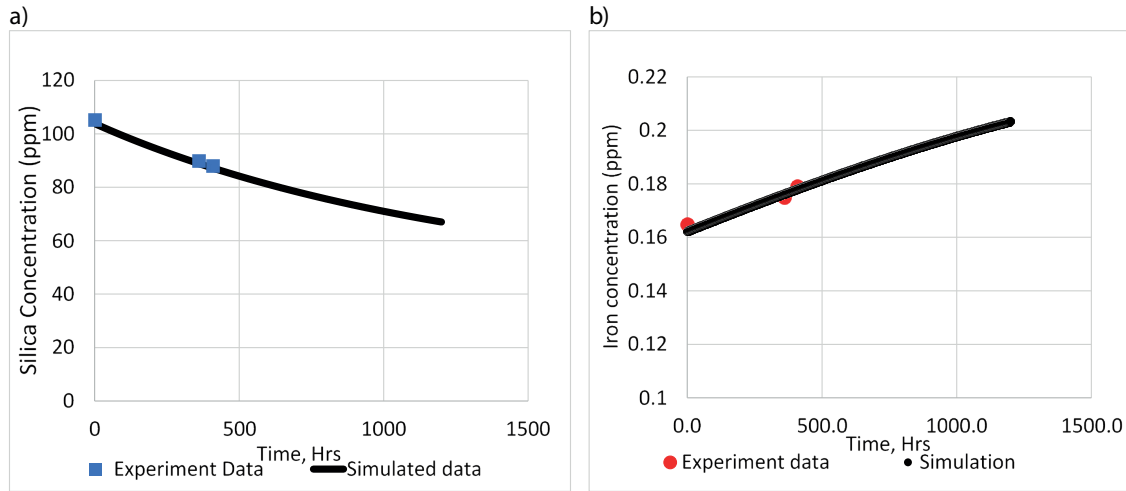 a)
120
100
80
60
40
20
0
Silica Concentration (ppm)
0 500 1000 1500
Time, Hrs
Experiment Data Simulated data
b)
0.22
0.2
0.18
0.16
0.14
0.12
0.1
Iron concentration (ppm)
0.0 500.0 1000.0 1500.0
Time, Hrs
Experiment data Simulation